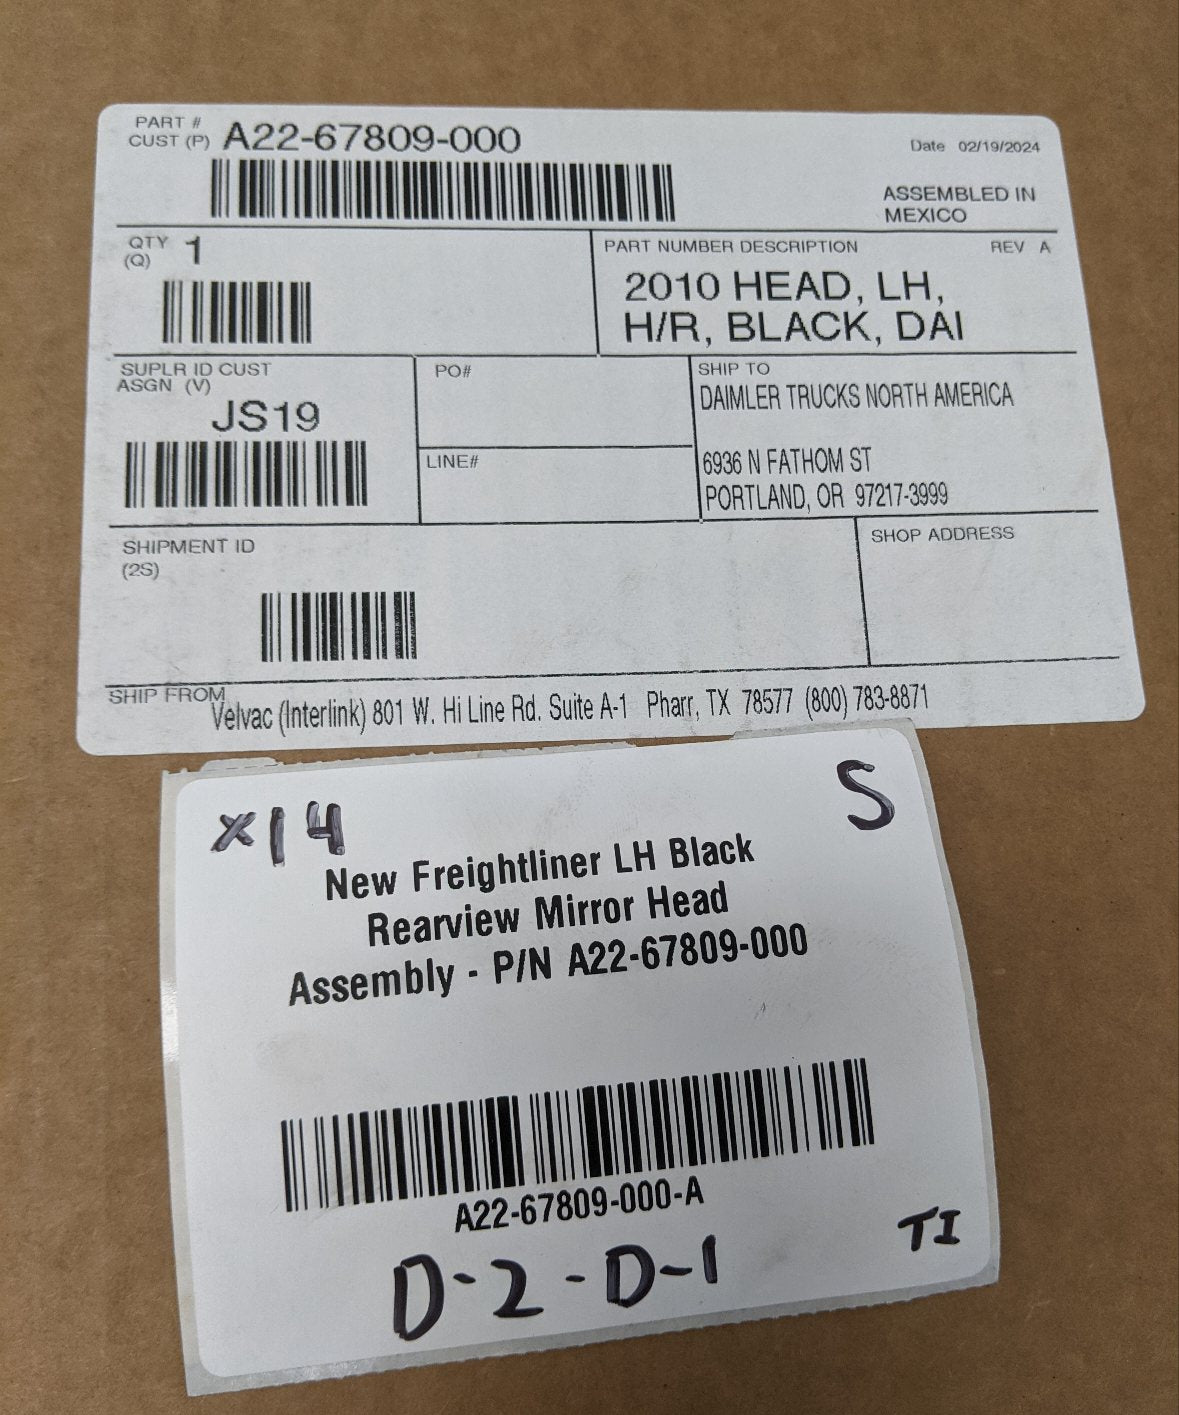 PART #
CUST (P) A22-67809-000
Date 02/19/2024
ASSEMBLED IN
MEXICO
QTY 1
(Q)
PART NUMBER DESCRIPTION REV A
2010 HEAD, LH,
H/R, BLACK, DAI
SUPLR ID CUST
ASGN (V)
JS19
PO#
LINE#
SHIP TO
DAIMLER TRUCKS NORTH AMERICA
6936 N FATHOM ST
PORTLAND, OR 97217-3999
SHIPMENT ID
(2S)
SHOP ADDRESS
SHIP FROM
Velvac (Interlink) 801 W. Hi Line Rd. Suite A-1 Pharr, TX 78577 (800) 783-8871
x14 S
New Freightliner LH Black
Rearview Mirror Head
Assembly - P/N A22-67809-000
A22-67809-000-A
TI
D-2-D-1